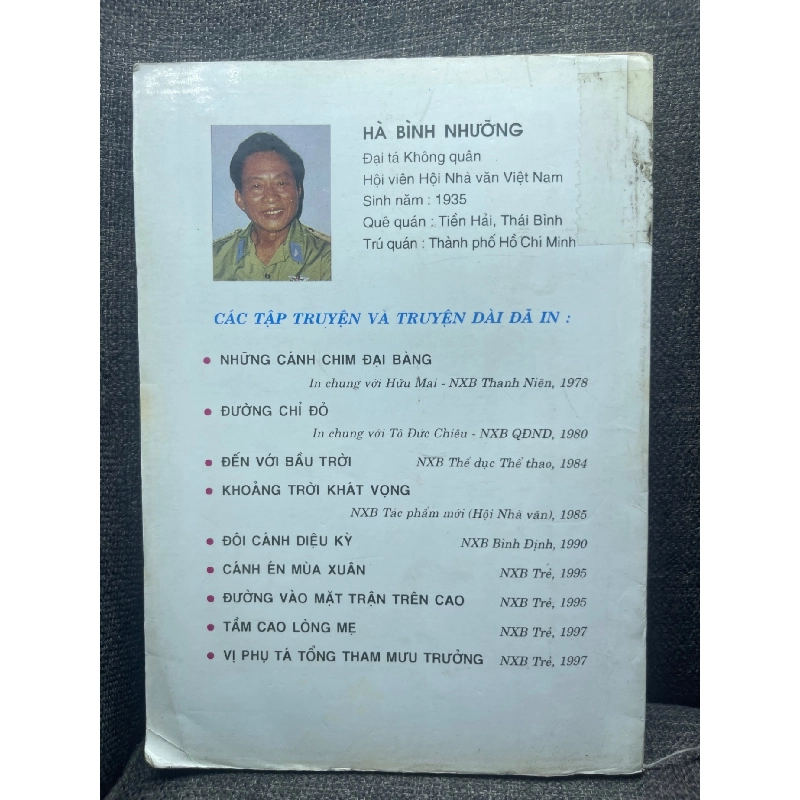 HÀ BÌNH NHƯỠNG
Đại tá Không quân
Hội viên Hội Nhà văn Việt Nam
Sinh năm : 1935
Quê quán : Tiền Hải, Thái Bình
Trú quán : Thành phố Hồ Chí Minh
CÁC TẬP TRUYỆN VÀ TRUYỆN DÀI ĐÃ IN :
• NHỮNG CÁNH CHIM ĐẠI BÀNG
In chung với Hữu Mai - NXB Thanh Niên, 1978
• ĐƯỜNG CHỈ ĐỎ
In chung với Tô Đức Chiêu - NXB QĐND, 1980
• ĐẾN VỚI BẦU TRỜI NXB Thể dục Thể thao, 1984
• KHOẢNG TRỜI KHÁT VỌNG
NXB Tác phẩm mới (Hội Nhà văn), 1985
• ĐÔI CÁNH DIỆU KỲ NXB Bình Định, 1990
• CÁNH ÉN MÙA XUÂN NXB Trẻ, 1995
• ĐƯỜNG VÀO MẶT TRẬN TRÊN CAO NXB Trẻ, 1995
• TẦM CAO LÒNG MẸ NXB Trẻ, 1997
• VỊ PHỤ TÁ TỔNG THAM MƯU TRƯỞNG NXB Trẻ, 1997